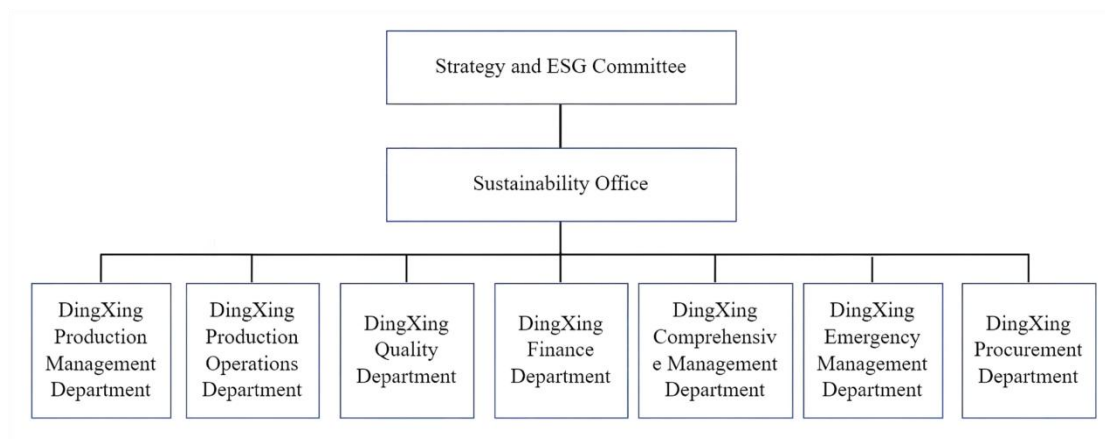 Strategy and ESG Committee
Sustainability Office
DingXing
Production
Management
Department
DingXing
Production
Operations
Department
DingXing
Quality
Department
DingXing
Finance
Department
DingXing
Comprehensiv
e Management
Department
DingXing
Emergency
Management
Department
DingXing
Procurement
Department